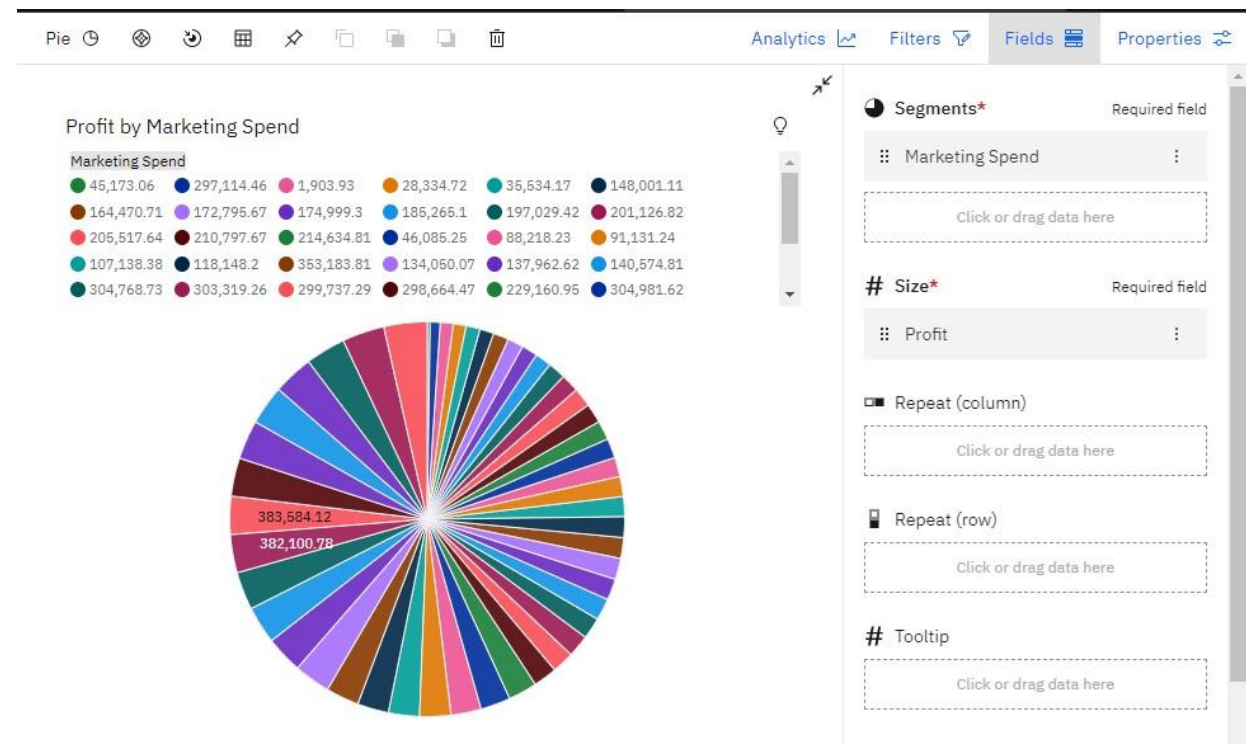 Pie
Analytics Filters Fields Properties
Profit by Marketing Spend
Marketing Spend
45,173.06 297,114.46 1,903.93 28,334.72 35,534.17 148,001.11
164,470.71 172,795.67 174,999.3 185,265.1 197,029.42 201,126.82
205,517.64 210,797.67 214,634.81 46,085.25 88,218.23 91,131.24
107,138.38 118,148.2 353,183.81 134,050.07 137,962.62 140,574.81
304,768.73 303,319.26 299,737.29 298,664.47 229,160.95 304,981.62
383,584.12
382,100.78
Segments* Required field
Marketing Spend
Click or drag data here
# Size* Required field
Profit
Repeat (column)
Click or drag data here
Repeat (row)
Click or drag data here
# Tooltip
Click or drag data here